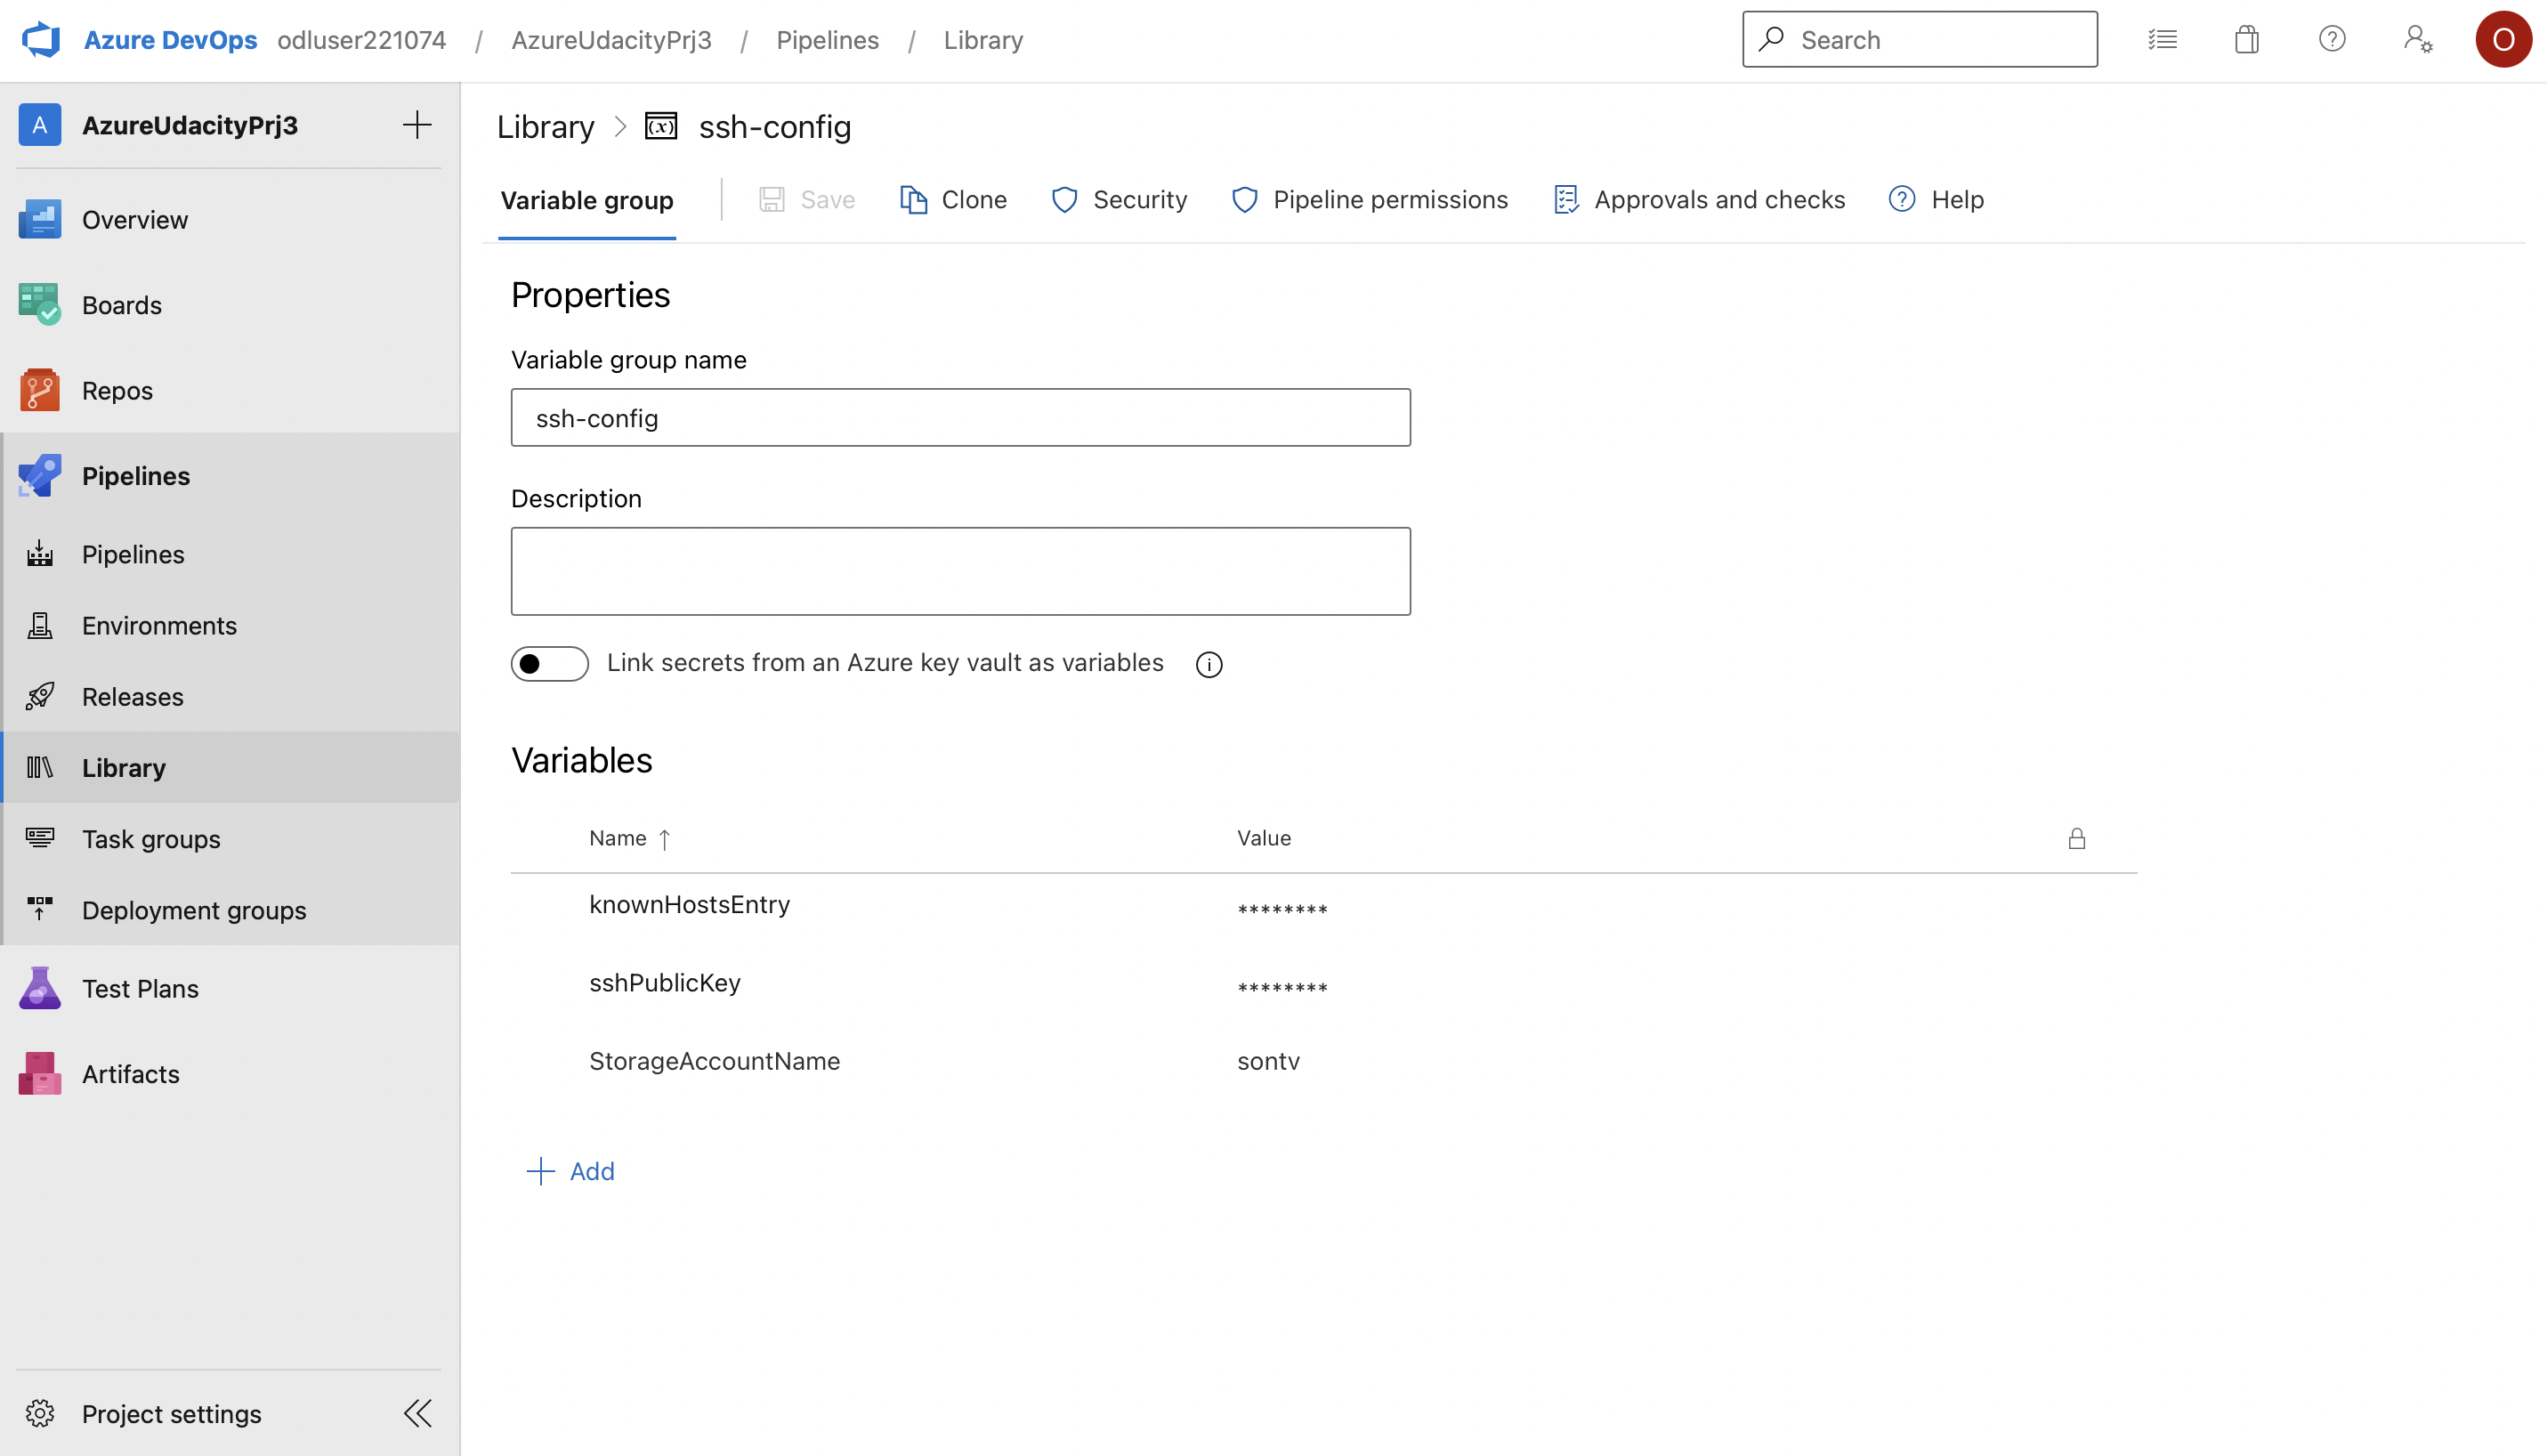 Azure DevOps odluser221074 / AzureUdacityPrj3 / Pipelines / Library
Search
O
A AzureUdacityPrj3
Overview
Boards
Repos
Pipelines
Pipelines
Environments
Releases
Library
Task groups
Deployment groups
Test Plans
Artifacts
Project settings
Library > (x) ssh-config
Variable group Save Clone Security Pipeline permissions Approvals and checks Help
Properties
Variable group name
ssh-config
Description
Link secrets from an Azure key vault as variables
Variables
Name ↑ Value
knownHostsEntry ********
sshPublicKey ********
StorageAccountName sontv
+ Add